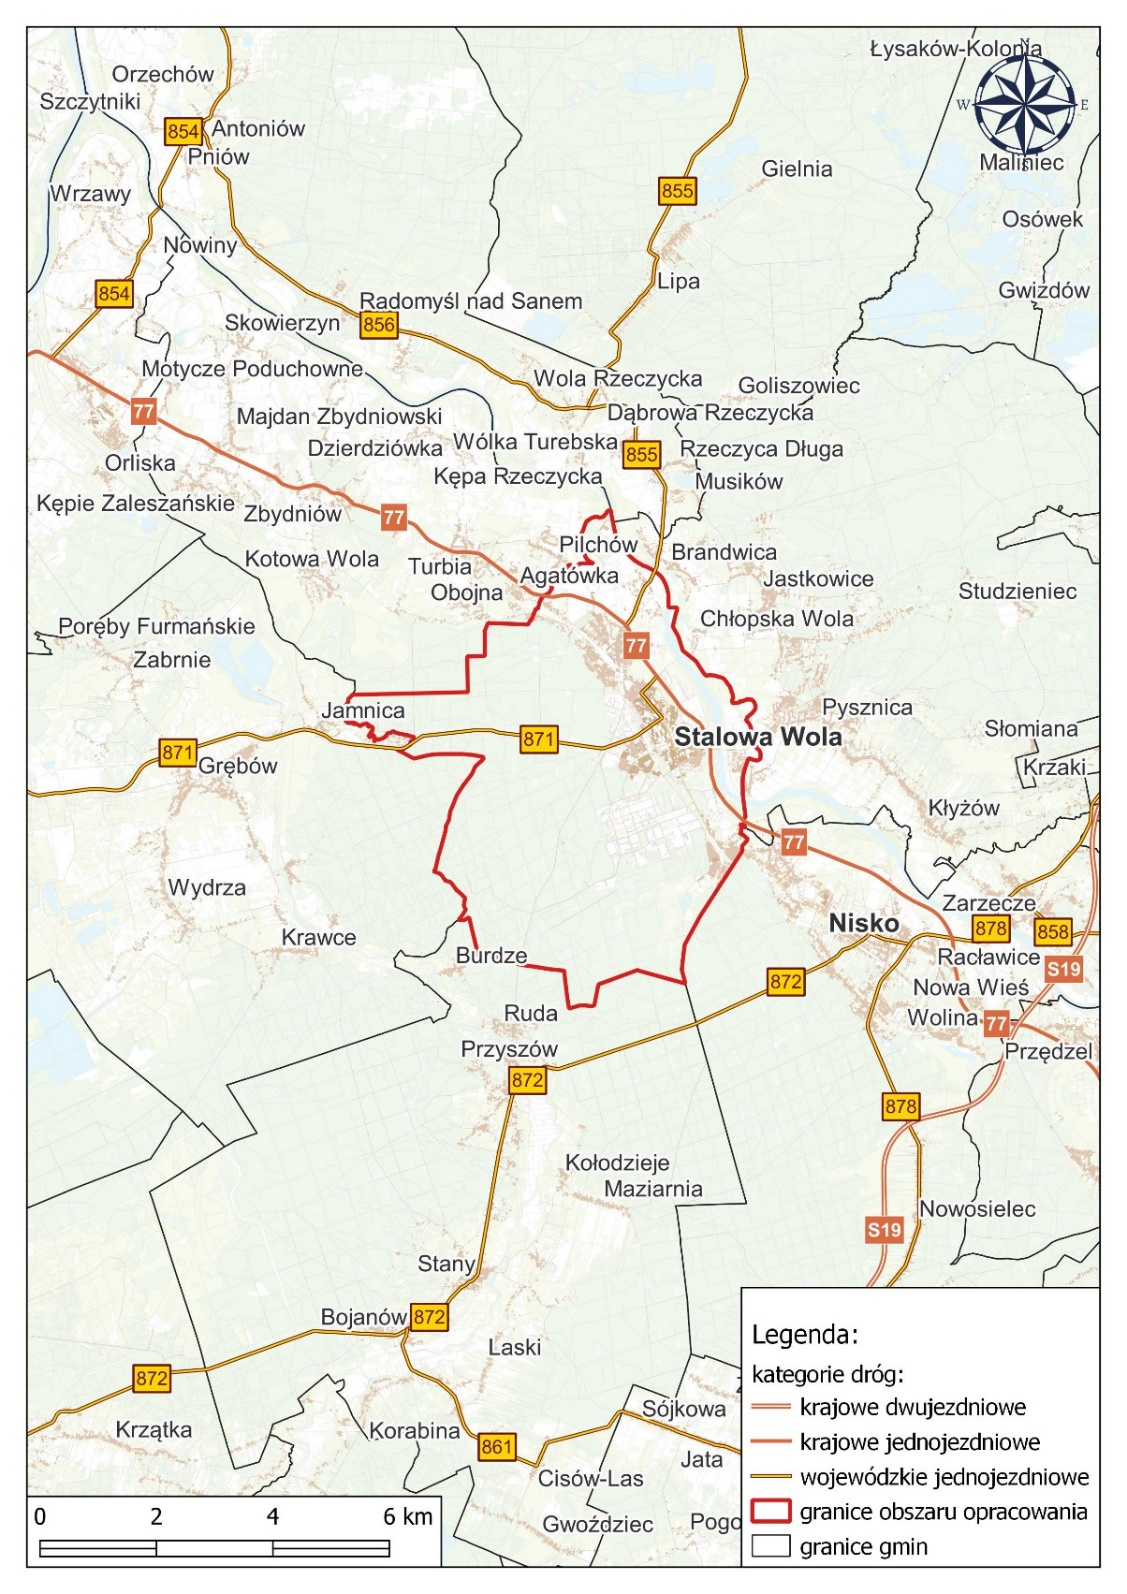 Łysaków-Kolonia
N
Orzechów
Szczytniki
W
E
854
Antoniów
Pniów
Maliniec
S
Gielnia
855
Wrzawy
Osówek
Nowiny
Lipa
Gwizdów
854
Radomyśl nad Sanem
Skowierzyn
856
Motycze Poduchowne
Wola Rzeczycka
Goliszowiec
77
Majdan Zbydniowski
Dąbrowa Rzeczycka
Dzierdziówka
Wólka Turebska
855
Rzeczyca Długa
Orliska
Kępa Rzeczycka
Musików
Kępie Zaleszańskie
Zbydniów
77
Pilchów
Brandwica
Kotowa Wola
Turbia
Agatówka
Jastkowice
Obojna
Studzieniec
Chłopska Wola
Poręby Furmańskie
77
Zabrnie
Jamnica
Pysznica
Stalowa Wola
Słomiana
871
871
Grębów
Krzaki
Kłyżów
77
Wydrza
Zarzecze
Nisko
878
858
Krawce
Burdze
Racławice
S19
872
Nowa Wieś
Ruda
Wolina
77
Przyszów
Przędzel
872
878
Kołodzieje
Maziarnia
Nowosielec
S19
Stany
Bojanów
872
Laski
872
Krzątka
Korabina
861
Sójkowa
Jata
Cisów-Las
Gwoździec
Pogo
Legenda:
kategorie dróg:
krajowe dwujezdniowe
krajowe jednojezdniowe
wojewódzkie jednojezdniowe
granice obszaru opracowania
granice gmin
0 2 4 6 km